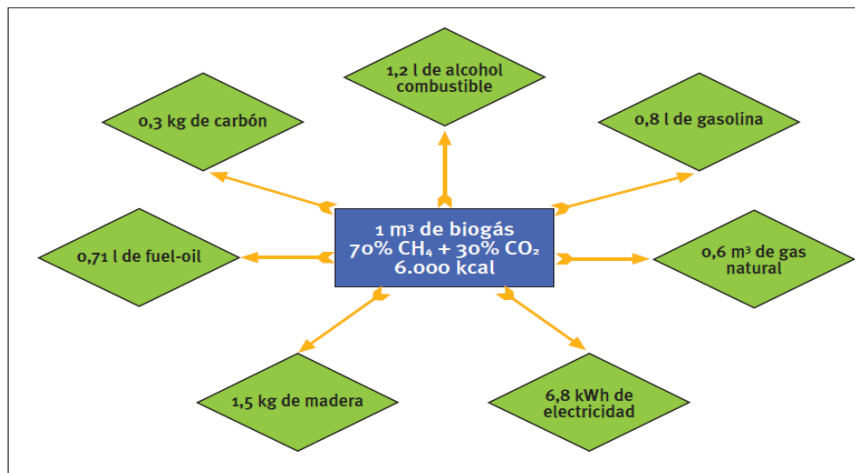 1,2 l de alcohol
combustible
0,3 kg de carbón
0,8 l de gasolina
1 m³ de biogás
70% CH₄ + 30% CO₂
6.000 kcal
0,71 l de fuel-oil
0,6 m³ de gas
natural
1,5 kg de madera
6,8 kWh de
electricidad